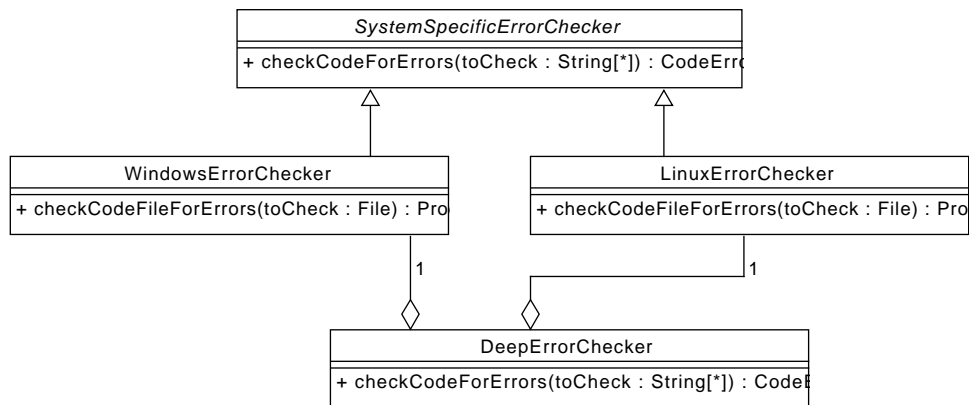 SystemSpecificErrorChecker
+ checkCodeForErrors(toCheck : String[*]) : CodeErro
WindowsErrorChecker
LinuxErrorChecker
+ checkCodeFileForErrors(toCheck : File) : Pro
+ checkCodeFileForErrors(toCheck : File) : Pro
1
1
DeepErrorChecker
+ checkCodeForErrors(toCheck : String[*]) : CodeE